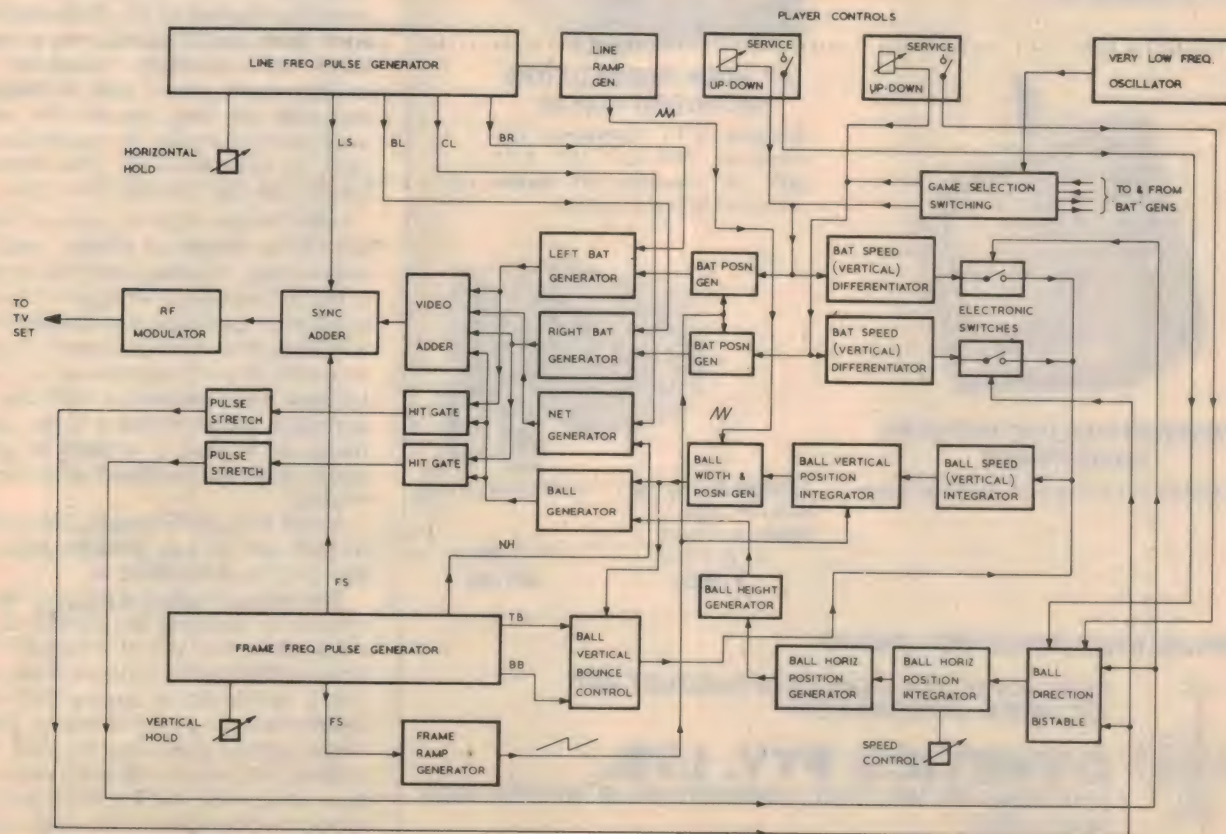 PLAYER CONTROLS
LINE FREQ PULSE GENERATOR
LINE
RAMP
GEN.
SERVICE
UP-DOWN
SERVICE
UP-DOWN
VERY LOW FREQ.
OSCILLATOR
HORIZONTAL
HOLD
LS
BL
CL
BR
GAME SELECTION
SWITCHING
TO & FROM
BAT' GENS
LEFT BAT
GENERATOR
BAT POSN
GEN
BAT SPEED
(VERTICAL)
DIFFERENTIATOR
ELECTRONIC
SWITCHES
TO
TV
SET
RF
MODULATOR
SYNC
ADDER
VIDEO
ADDER
RIGHT BAT
GENERATOR
BAT POSN
GEN
BAT SPEED
(VERTICAL)
DIFFERENTIATOR
PULSE
STRETCH
HIT GATE
NET
GENERATOR
PULSE
STRETCH
HIT GATE
BALL
WIDTH &
POSN GEN
BALL VERTICAL
POSITION
INTEGRATOR
BALL SPEED
(VERTICAL)
INTEGRATOR
BALL
GENERATOR
NH
FS
BALL HEIGHT
GENERATOR
FRAME FREQ PULSE GENERATOR
TB
BB
BALL
VERTICAL
BOUNCE
CONTROL
BALL HORIZ
POSITION
GENERATOR
BALL HORIZ
POSITION
INTEGRATOR
BALL
DIRECTION
BISTABLE
VERTICAL
HOLD
FS
FRAME
RAMP
GENERATOR
SPEED
CONTROL